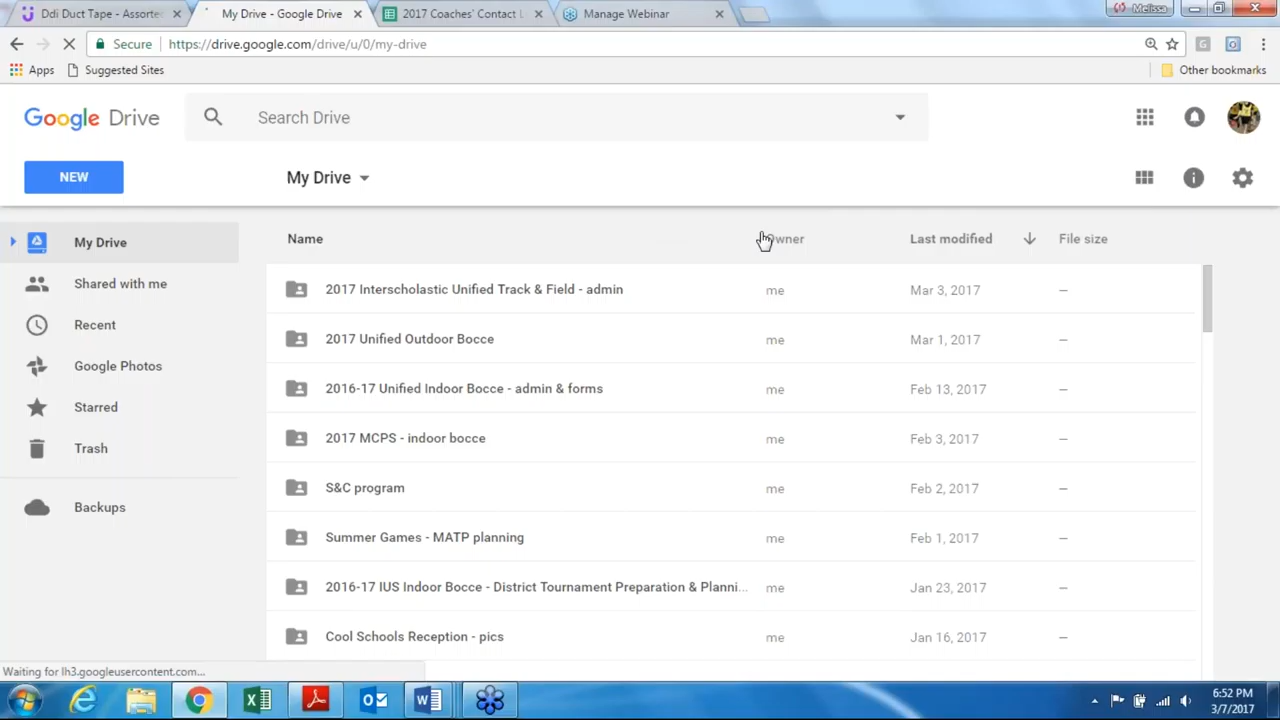 Ddi Duct Tape - Assorte
My Drive - Google Drive
2017 Coaches' Contact L
Manage Webinar
Melissa
Secure
https://drive.google.com/drive/u/0/my-drive
Apps
Suggested Sites
Other bookmarks
Google Drive
Search Drive
NEW
My Drive
My Drive
Shared with me
Recent
Google Photos
Starred
Trash
Backups
Name Owner Last modified File size
2017 Interscholastic Unified Track & Field - admin me Mar 3, 2017 –
2017 Unified Outdoor Bocce me Mar 1, 2017 –
2016-17 Unified Indoor Bocce - admin & forms me Feb 13, 2017 –
2017 MCPS - indoor bocce me Feb 3, 2017 –
S&C program me Feb 2, 2017 –
Summer Games - MATP planning me Feb 1, 2017 –
2016-17 IUS Indoor Bocce - District Tournament Preparation & Planni... me Jan 23, 2017 –
Cool Schools Reception - pics me Jan 16, 2017 –
Waiting for lh3.googleusercontent.com...
6:52 PM
3/7/2017